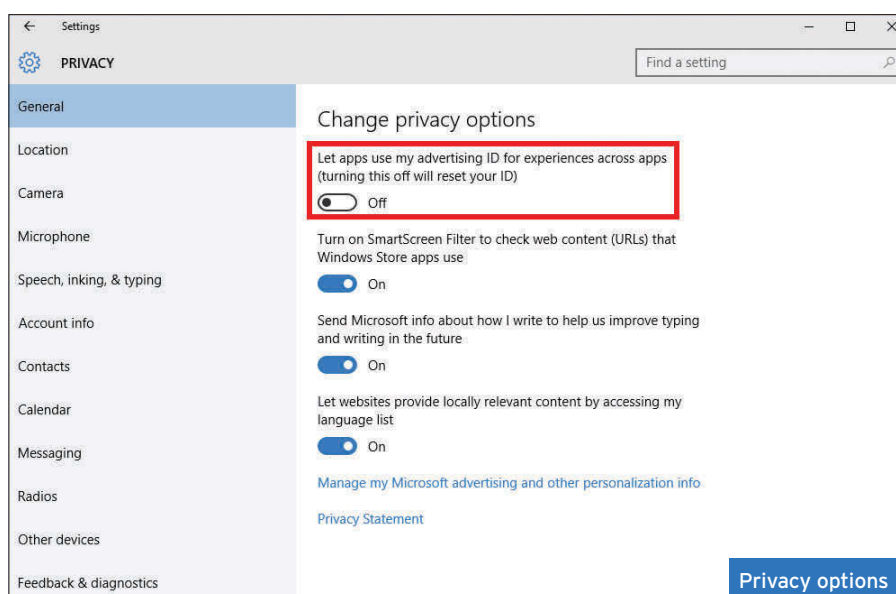 Settings
PRIVACY
Find a setting
General
Location
Camera
Microphone
Speech, inking, & typing
Account info
Contacts
Calendar
Messaging
Radios
Other devices
Feedback & diagnostics
Change privacy options
Let apps use my advertising ID for experiences across apps
(turning this off will reset your ID)
Off
Turn on SmartScreen Filter to check web content (URLs) that
Windows Store apps use
On
Send Microsoft info about how I write to help us improve typing
and writing in the future
On
Let websites provide locally relevant content by accessing my
language list
On
Manage my Microsoft advertising and other personalization info
Privacy Statement
Privacy options